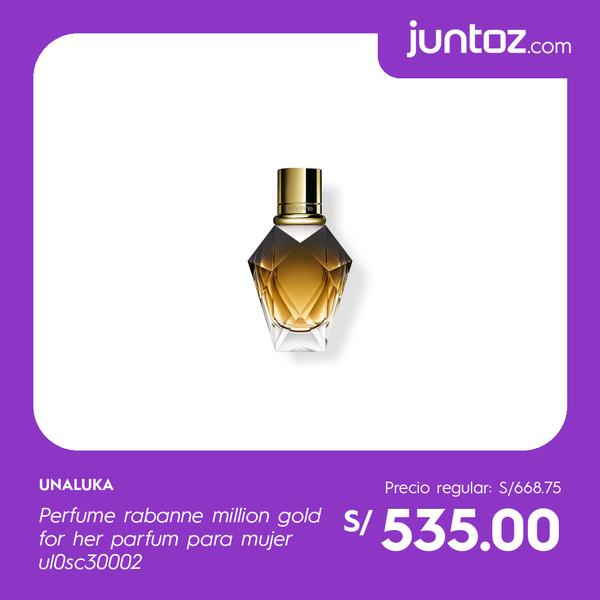 juntoz.com
UNALUKA
Perfume rabanne million gold
for her parfum para mujer
ul0sc30002
Precio regular: S/668.75
S/ 535.00